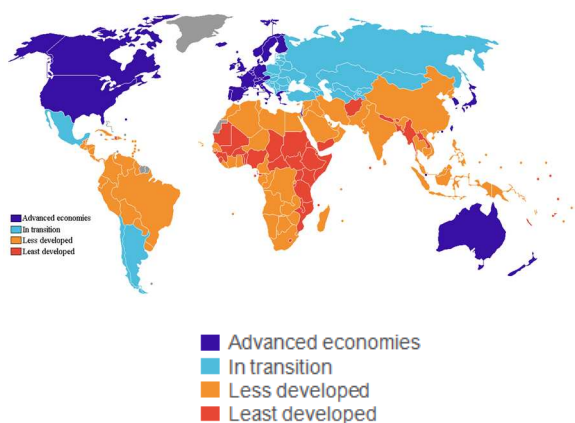 Advanced economies
In transition
Less developed
Least developed
Advanced economies
In transition
Less developed
Least developed